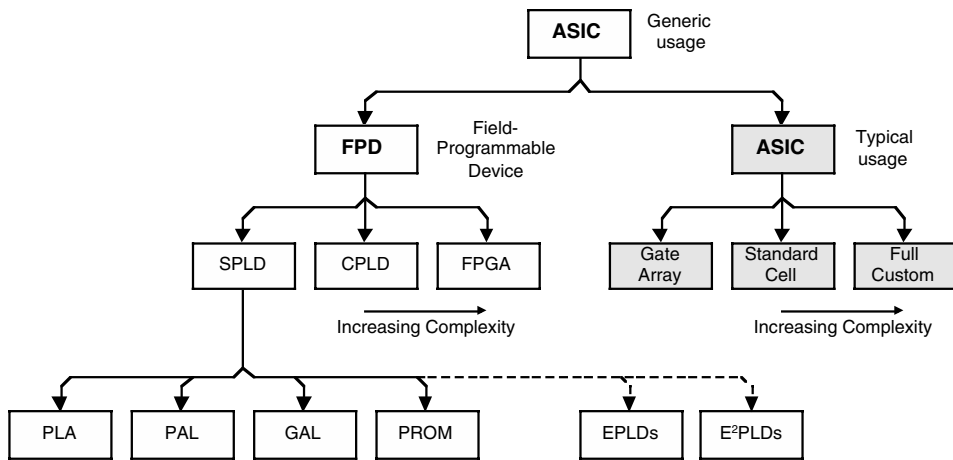 ASIC
Generic
usage
FPD
Field-
Programmable
Device
ASIC
Typical
usage
SPLD
CPLD
FPGA
Gate
Array
Standard
Cell
Full
Custom
Increasing Complexity
Increasing Complexity
PLA
PAL
GAL
PROM
EPLDs
E²PLDs